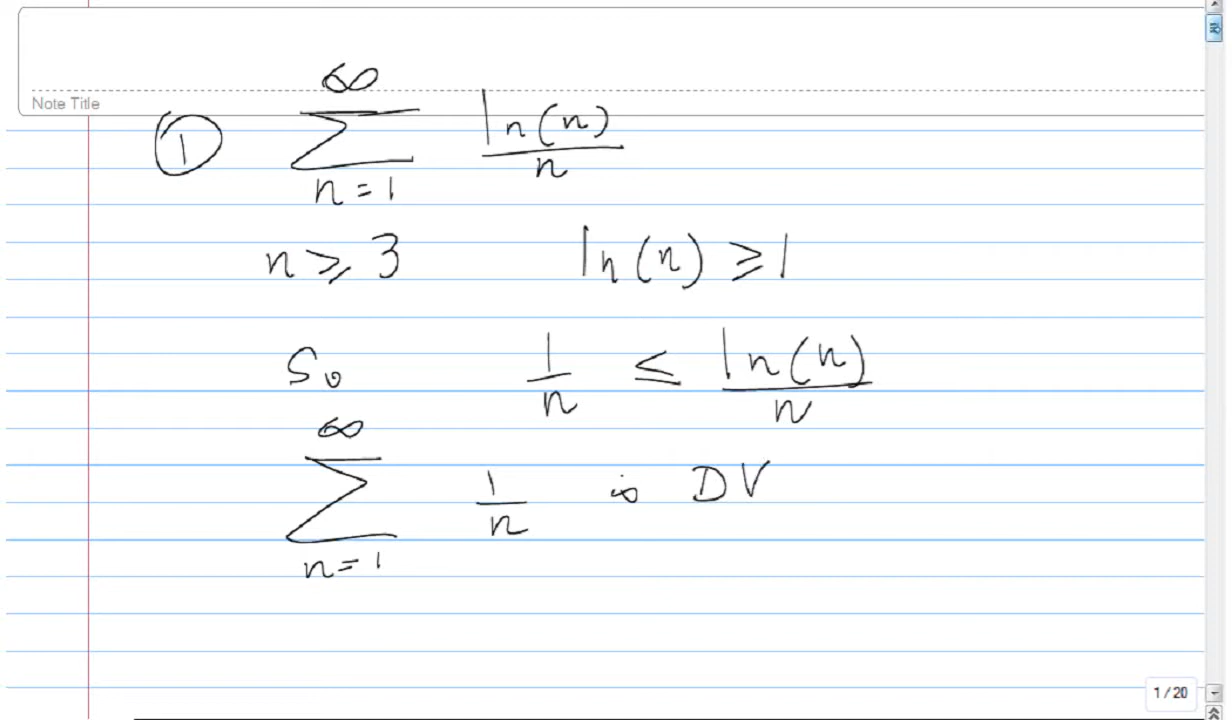 Note Title
① ∞ ∑ n=1 ln(n)/n
n ⩾ 3 ln(n) ≥ 1
So 1/n ≤ ln(n)/n
∞ ∑ n=1 1/n is DV
1 / 20